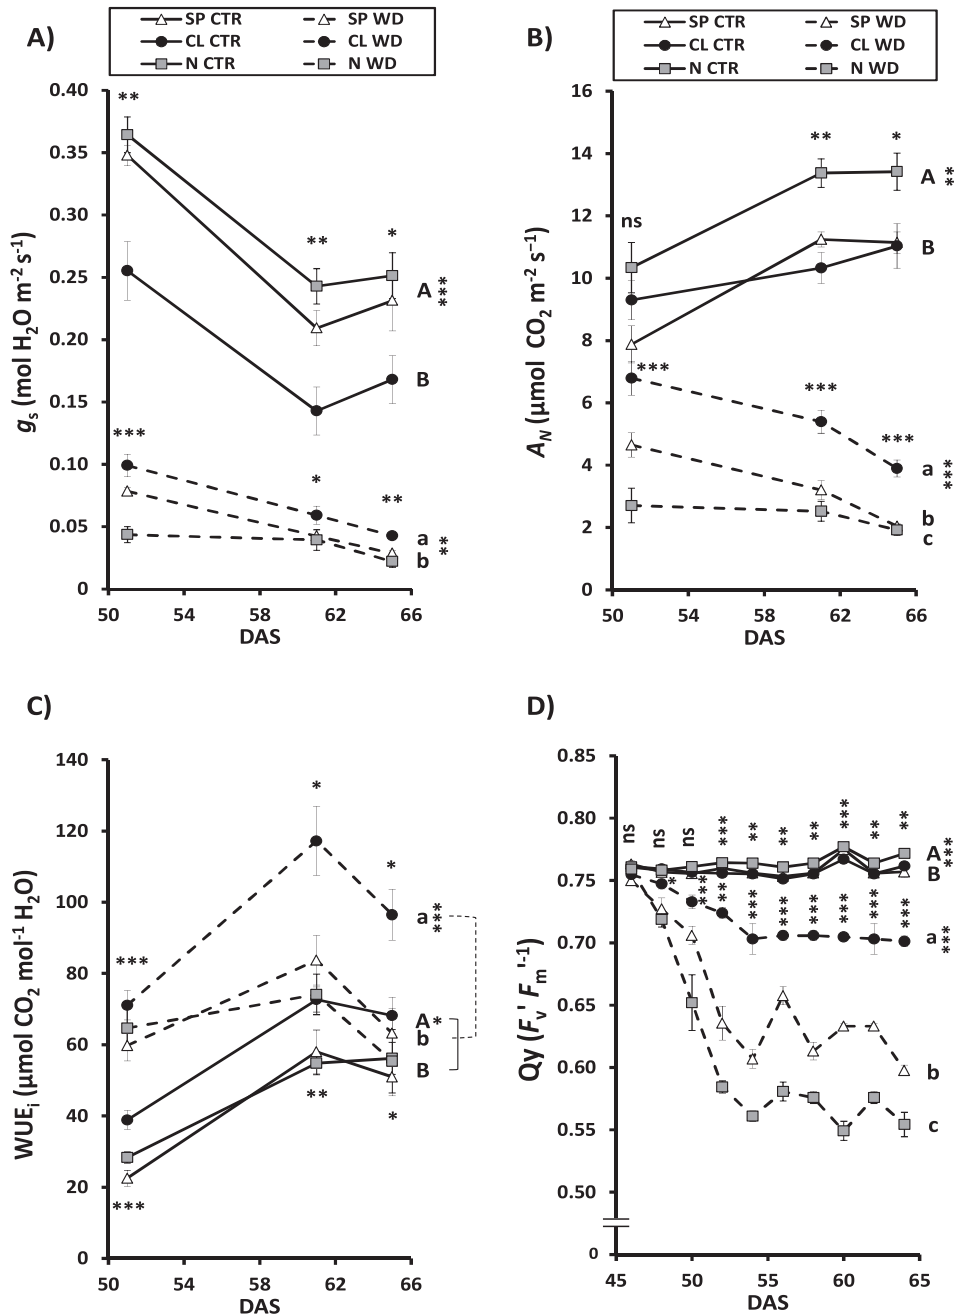 A)
SP CTR SP WD
CL CTR CL WD
N CTR N WD
0.40
0.35
0.30
0.25
0.20
0.15
0.10
0.05
0
gs (mol H2O m-2 s-1)
**
**
*
A ***
B
***
*
**
a **
b
50 54 58 62 66
DAS
B)
SP CTR SP WD
CL CTR CL WD
N CTR N WD
16
14
12
10
8
6
4
2
0
AN (µmol CO2 m-2 s-1)
ns
**
*
A **
B
***
***
***
a ***
b
c
50 54 58 62 66
DAS
C)
140
120
100
80
60
40
20
0
WUEi (µmol CO2 mol-1 H2O)
***
*
*
a ***
A*
b
B
***
**
*
50 54 58 62 66
DAS
D)
0.85
0.80
0.75
0.70
0.65
0.60
0.55
0.50
0
Qy (Fv' Fm'-1)
ns ns ns *** ** ** ** *** ** **
A ***
B
* *** ** *** *** *** *** *** ***
a ***
b
c
45 50 55 60 65
DAS